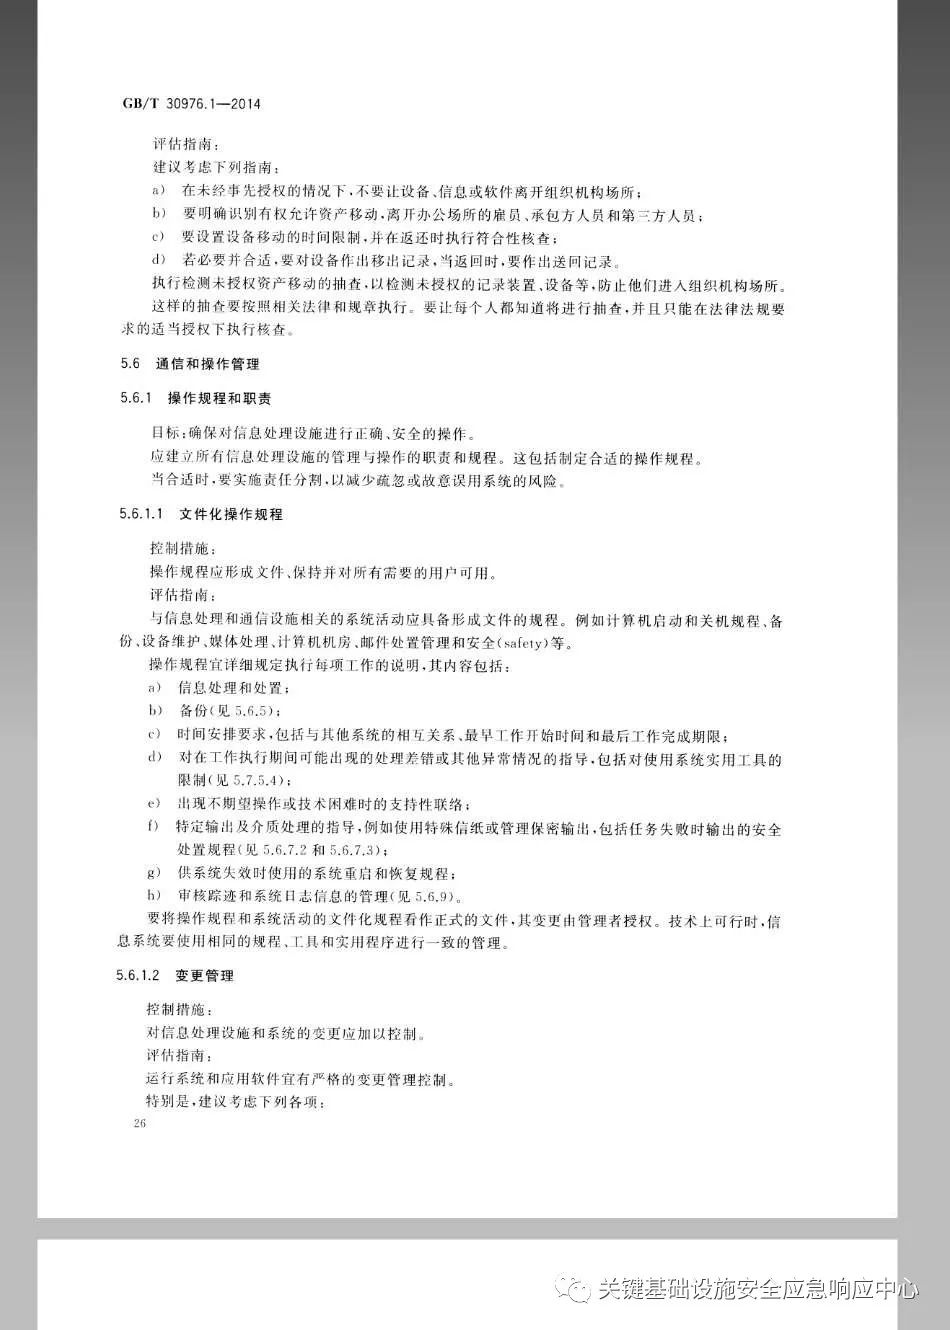 GB/T 30976.1—2014
评估指南:
建议考虑下列指南:
a) 在未经事先授权的情况下,不要让设备、信息或软件离开组织机构场所;
b) 要明确识别有权允许资产移动,离开办公场所的雇员、承包方人员和第三方人员;
c) 要设置设备移动的时间限制,并在返还时执行符合性核查;
d) 若必要并合适,要对设备作出移出记录,当返回时,要作出送回记录。
执行检测未授权资产移动的抽查,以检测未授权的记录装置、设备等,防止他们进入组织机构场所。
这样的抽查要按照相关法律和规章执行。要让每个人都知道将进行抽查,并且只能在法律法规要
求的适当授权下执行核查。
5.6 通信和操作管理
5.6.1 操作规程和职责
目标:确保对信息处理设施进行正确、安全的操作。
应建立所有信息处理设施的管理与操作的职责和规程。这包括制定合适的操作规程。
当合适时,要实施责任分割,以减少疏忽或故意误用系统的风险。
5.6.1.1 文件化操作规程
控制措施:
操作规程应形成文件、保持并对所有需要的用户可用。
评估指南:
与信息处理和通信设施相关的系统活动应具备形成文件的规程。例如计算机启动和关机规程、备
份、设备维护、媒体处理、计算机机房、邮件处置管理和安全(safety)等。
操作规程宜详细规定执行每项工作的说明,其内容包括:
a) 信息处理和处置;
b) 备份(见 5.6.5);
c) 时间安排要求,包括与其他系统的相互关系、最早工作开始时间和最后工作完成期限;
d) 对在工作执行期间可能出现的处理差错或其他异常情况的指导,包括对使用系统实用工具的
限制(见 5.7.5.4);
e) 出现不期望操作或技术困难时的支持性联络;
f) 特定输出及介质处理的指导,例如使用特殊信纸或管理保密输出,包括任务失败时输出的安全
处置规程(见 5.6.7.2 和 5.6.7.3);
g) 供系统失效时使用的系统重启和恢复规程;
h) 审核踪迹和系统日志信息的管理(见 5.6.9)。
要将操作规程和系统活动的文件化规程看作正式的文件,其变更由管理者授权。技术上可行时,信
息系统要使用相同的规程、工具和实用程序进行一致的管理。
5.6.1.2 变更管理
控制措施:
对信息处理设施和系统的变更应加以控制。
评估指南:
运行系统和应用软件宜有严格的变更管理控制。
特别是,建议考虑下列各项:
26
关键基础设施安全应急响应中心